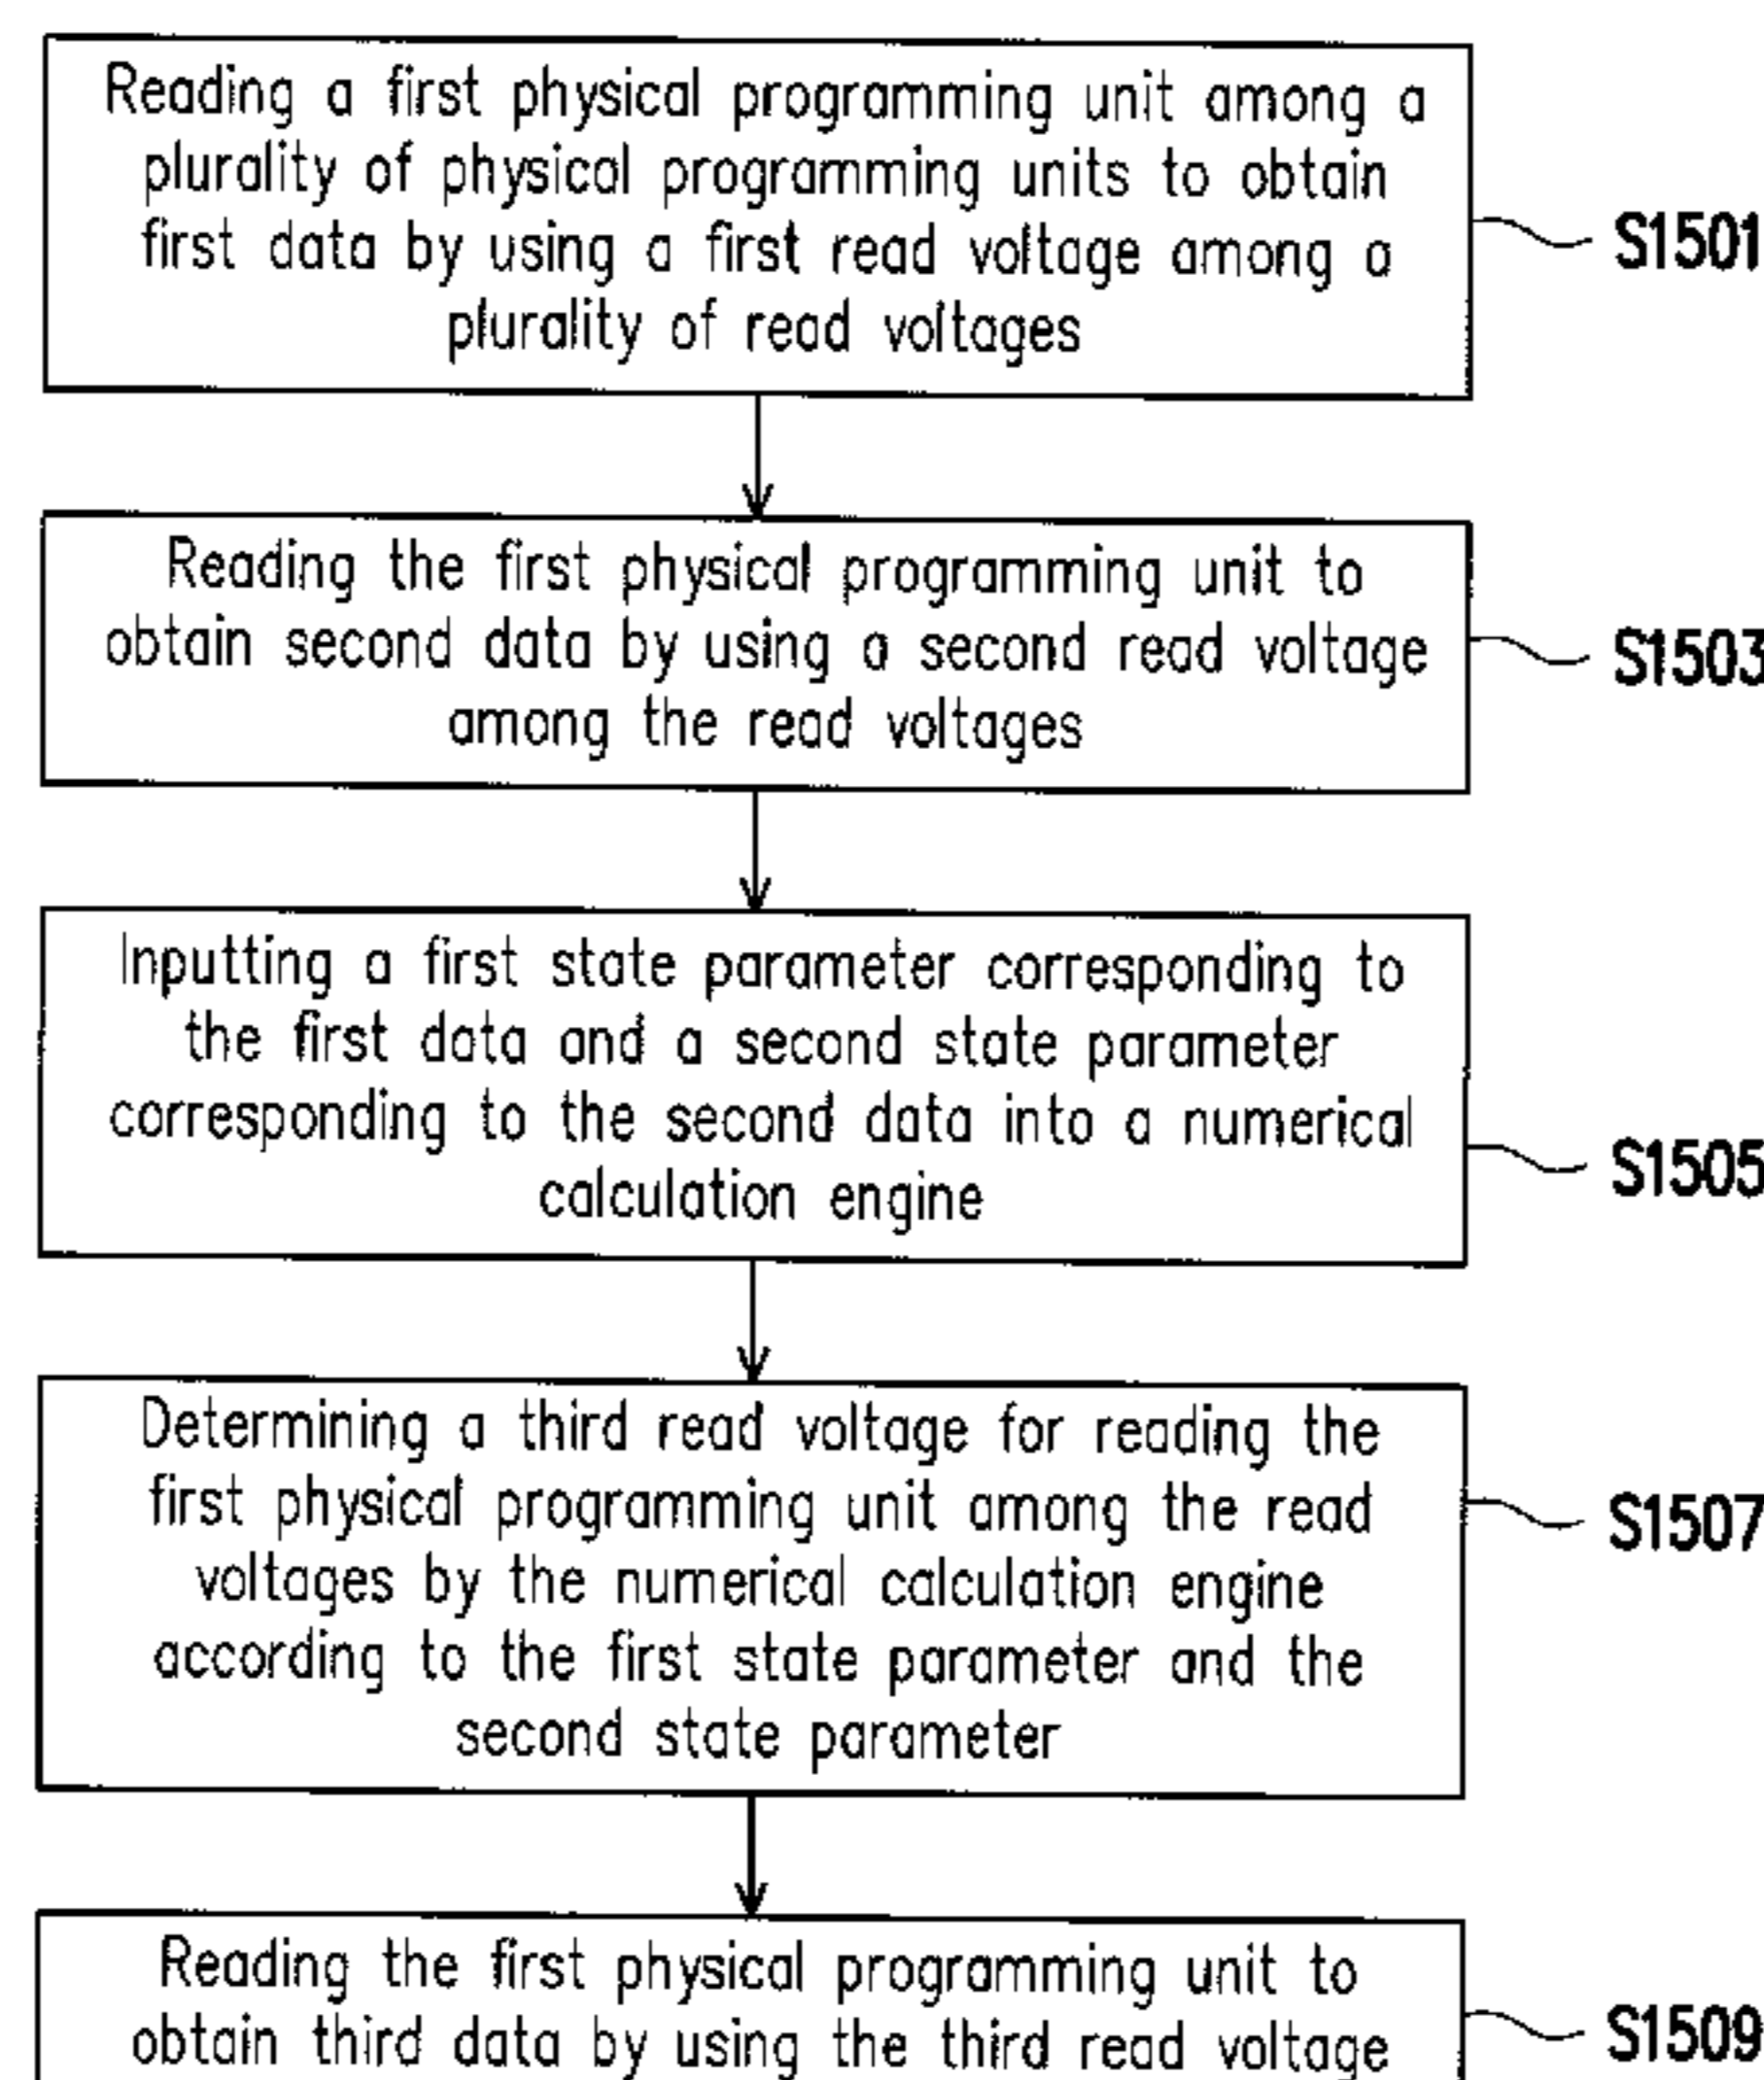 Reading a first physical programming unit among a
plurality of physical programming units to obtain
first data by using a first read voltage among a
plurality of read voltages
S1501
Reading the first physical programming unit to
obtain second data by using a second read voltage
among the read voltages
S1503
Inputting a first state parameter corresponding to
the first data and a second state parameter
corresponding to the second data into a numerical
calculation engine
S1505
Determining a third read voltage for reading the
first physical programming unit among the read
voltages by the numerical calculation engine
according to the first state parameter and the
second state parameter
S1507
Reading the first physical programming unit to
obtain third data by using the third read voltage
S1509